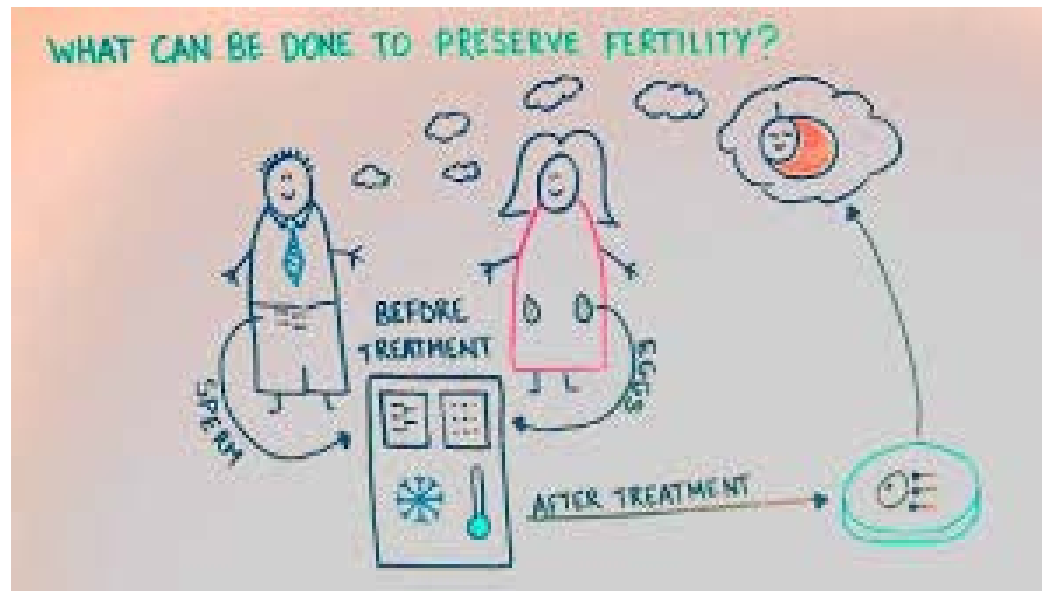 WHAT CAN BE DONE TO PRESERVE FERTILITY?
BEFORE
TREATMENT
SPERM
EGGS
AFTER TREATMENT